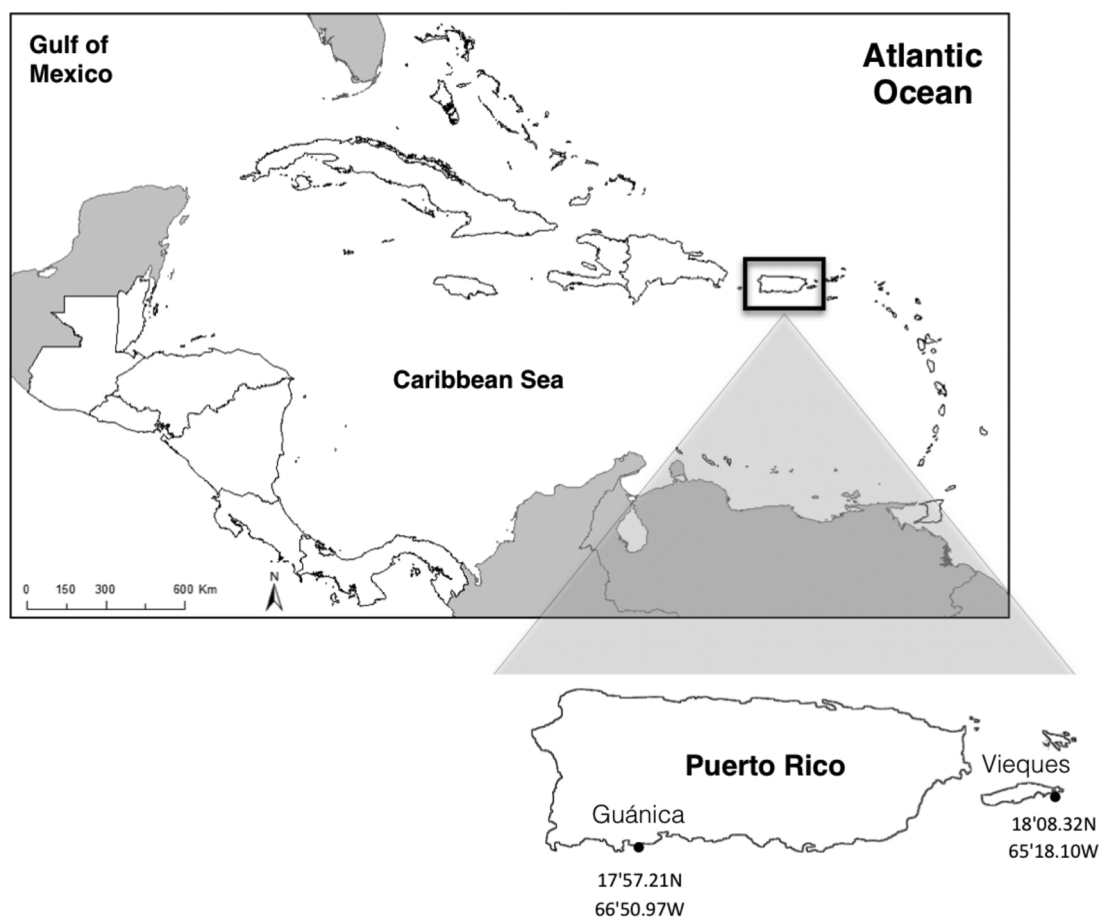 Gulf of
Mexico
Atlantic
Ocean
Caribbean Sea
0 150 300 600 Km
N
Puerto Rico
Vieques
Guánica
18'08.32N
65'18.10W
17'57.21N
66'50.97W